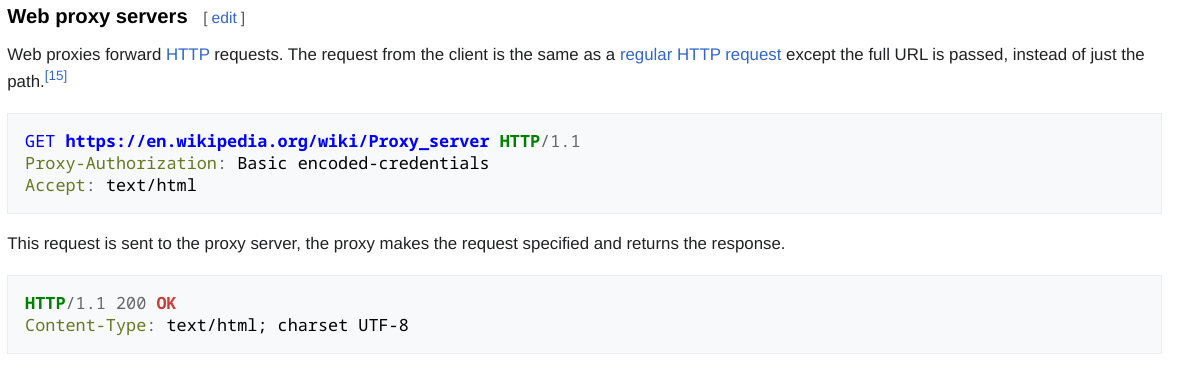 Web proxy servers [ edit ]
Web proxies forward HTTP requests. The request from the client is the same as a regular HTTP request except the full URL is passed, instead of just the
path.[15]
GET https://en.wikipedia.org/wiki/Proxy_server HTTP/1.1
Proxy-Authorization: Basic encoded-credentials
Accept: text/html
This request is sent to the proxy server, the proxy makes the request specified and returns the response.
HTTP/1.1 200 OK
Content-Type: text/html; charset UTF-8